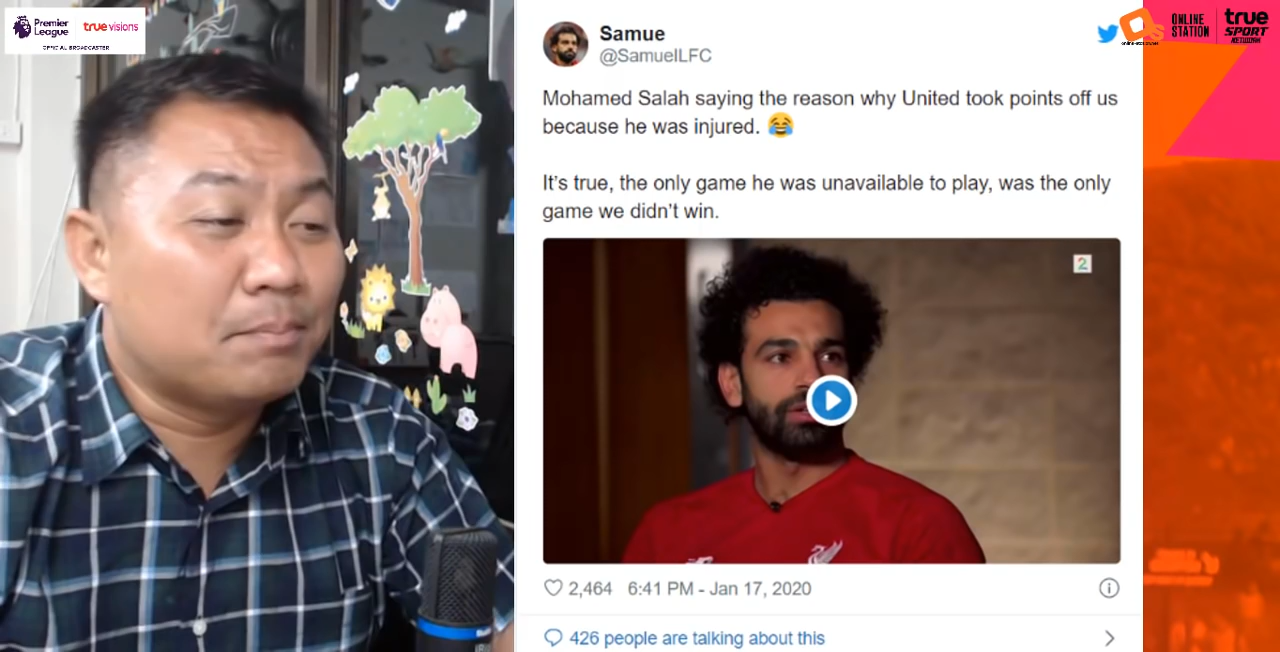 Premier
League
true visions
OFFICIAL BROADCASTER
Samue
@SamuelLFC
ONLINE
STATION
true
SPORT
NETWORK
Mohamed Salah saying the reason why United took points off us
because he was injured. 😂
It’s true, the only game he was unavailable to play, was the only
game we didn’t win.
2
2,464 6:41 PM - Jan 17, 2020
426 people are talking about this